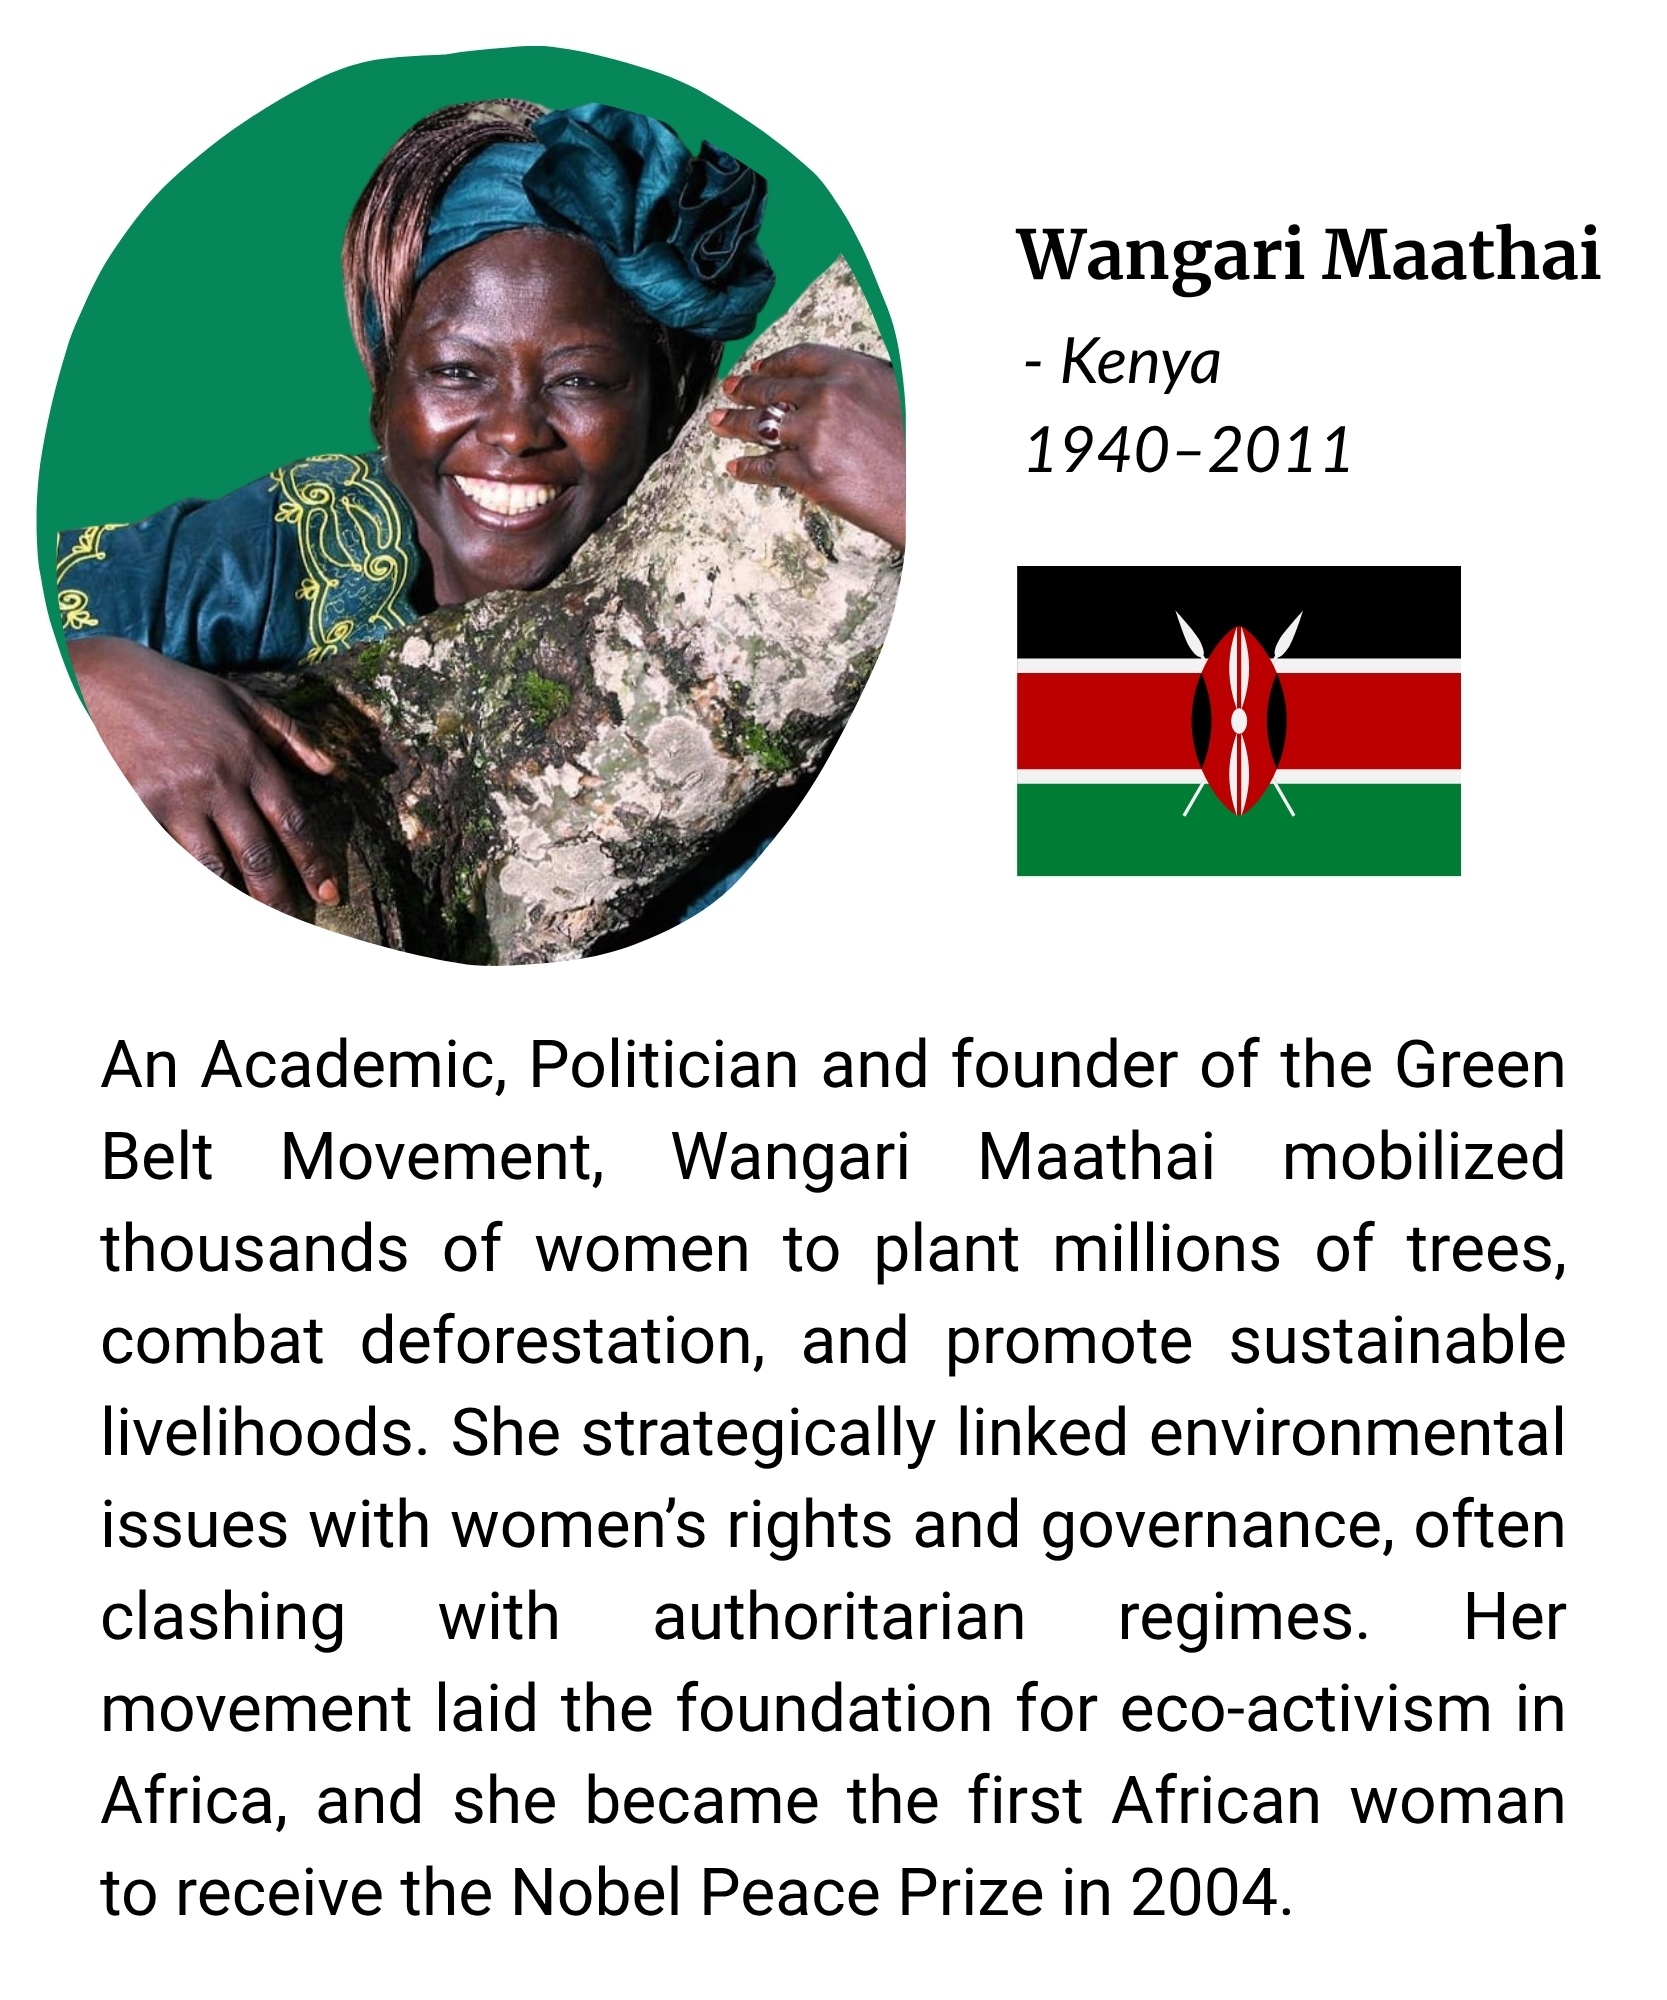 Wangari Maathai
- Kenya
1940–2011
An Academic, Politician and founder of the Green
Belt Movement, Wangari Maathai mobilized
thousands of women to plant millions of trees,
combat deforestation, and promote sustainable
livelihoods. She strategically linked environmental
issues with women’s rights and governance, often
clashing with authoritarian regimes. Her
movement laid the foundation for eco-activism in
Africa, and she became the first African woman
to receive the Nobel Peace Prize in 2004.